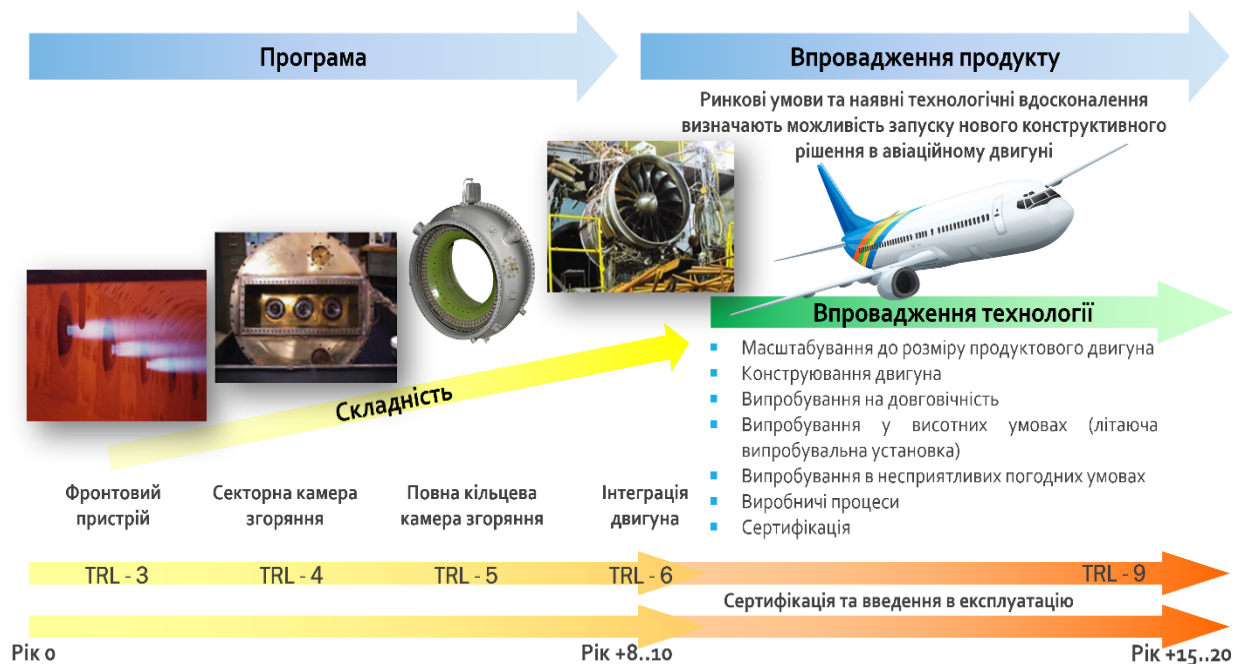 Програма
Впровадження продукту
Ринкові умови та наявні технологічні вдосконалення
визначають можливість запуску нового конструктивного
рішення в авіаційному двигуні
Складність
Впровадження технології
Масштабування до розміру продуктового двигуна
Конструювання двигуна
Випробування на довговічність
Випробування у висотних умовах (літаюча
випробувальна установка)
Випробування в несприятливих погодних умовах
Виробничі процеси
Сертифікація
Фронтовий
пристрій
Секторна камера
згоряння
Повна кільцева
камера згоряння
Інтеграція
двигуна
TRL - 3
TRL - 4
TRL - 5
TRL - 6
TRL - 9
Сертифікація та введення в експлуатацію
Рік 0
Рік +8..10
Рік +15..20